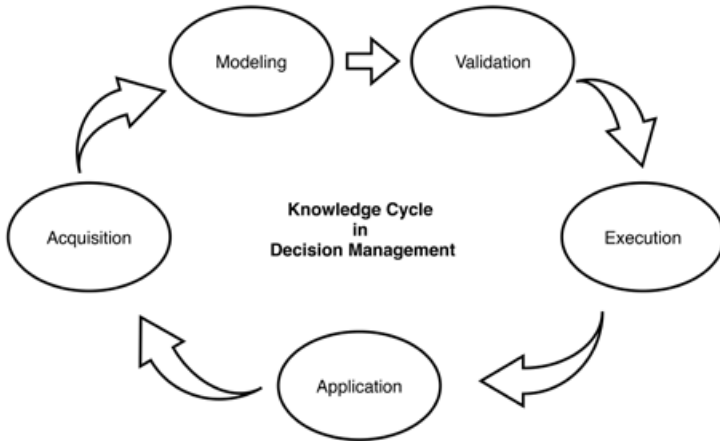 Modeling
Validation
Acquisition
Knowledge Cycle
in
Decision Management
Execution
Application